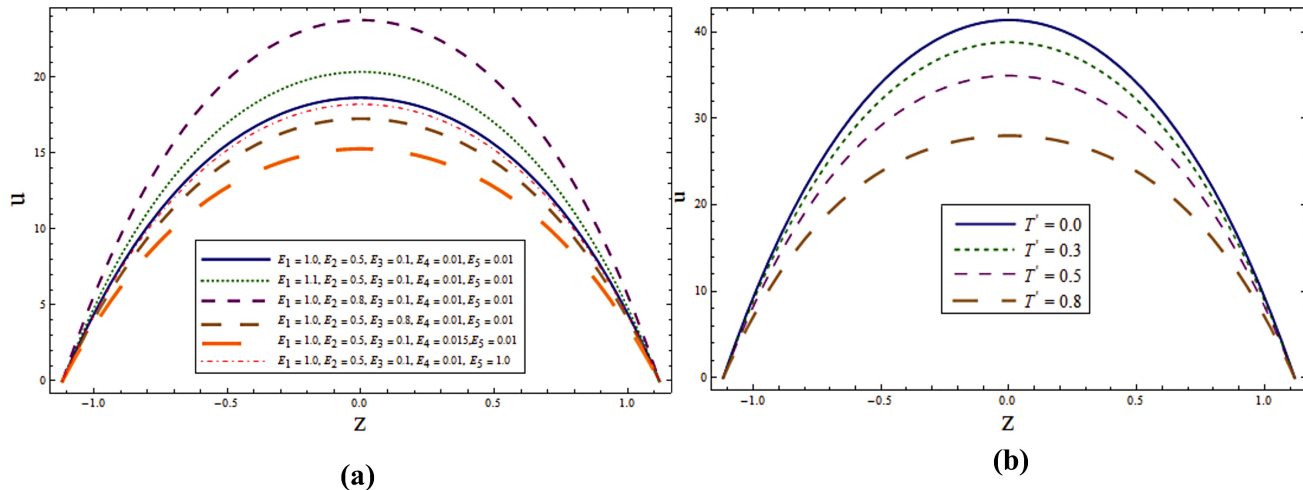 u
20
15
10
5
0
-1.0 -0.5 0.0 0.5 1.0
z
E1 = 1.0, E2 = 0.5, E3 = 0.1, E4 = 0.01, E5 = 0.01
E1 = 1.1, E2 = 0.5, E3 = 0.1, E4 = 0.01, E5 = 0.01
E1 = 1.0, E2 = 0.8, E3 = 0.1, E4 = 0.01, E5 = 0.01
E1 = 1.0, E2 = 0.5, E3 = 0.8, E4 = 0.01, E5 = 0.01
E1 = 1.0, E2 = 0.5, E3 = 0.1, E4 = 0.015, E5 = 0.01
E1 = 1.0, E2 = 0.5, E3 = 0.1, E4 = 0.01, E5 = 1.0
(a)
u
40
30
20
10
0
-1.0 -0.5 0.0 0.5 1.0
z
T' = 0.0
T' = 0.3
T' = 0.5
T' = 0.8
(b)